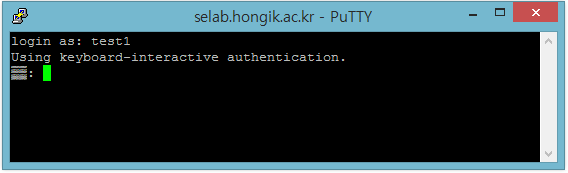 selab.hongik.ac.kr - PuTTY
login as: test1
Using keyboard-interactive authentication.
▒▒: